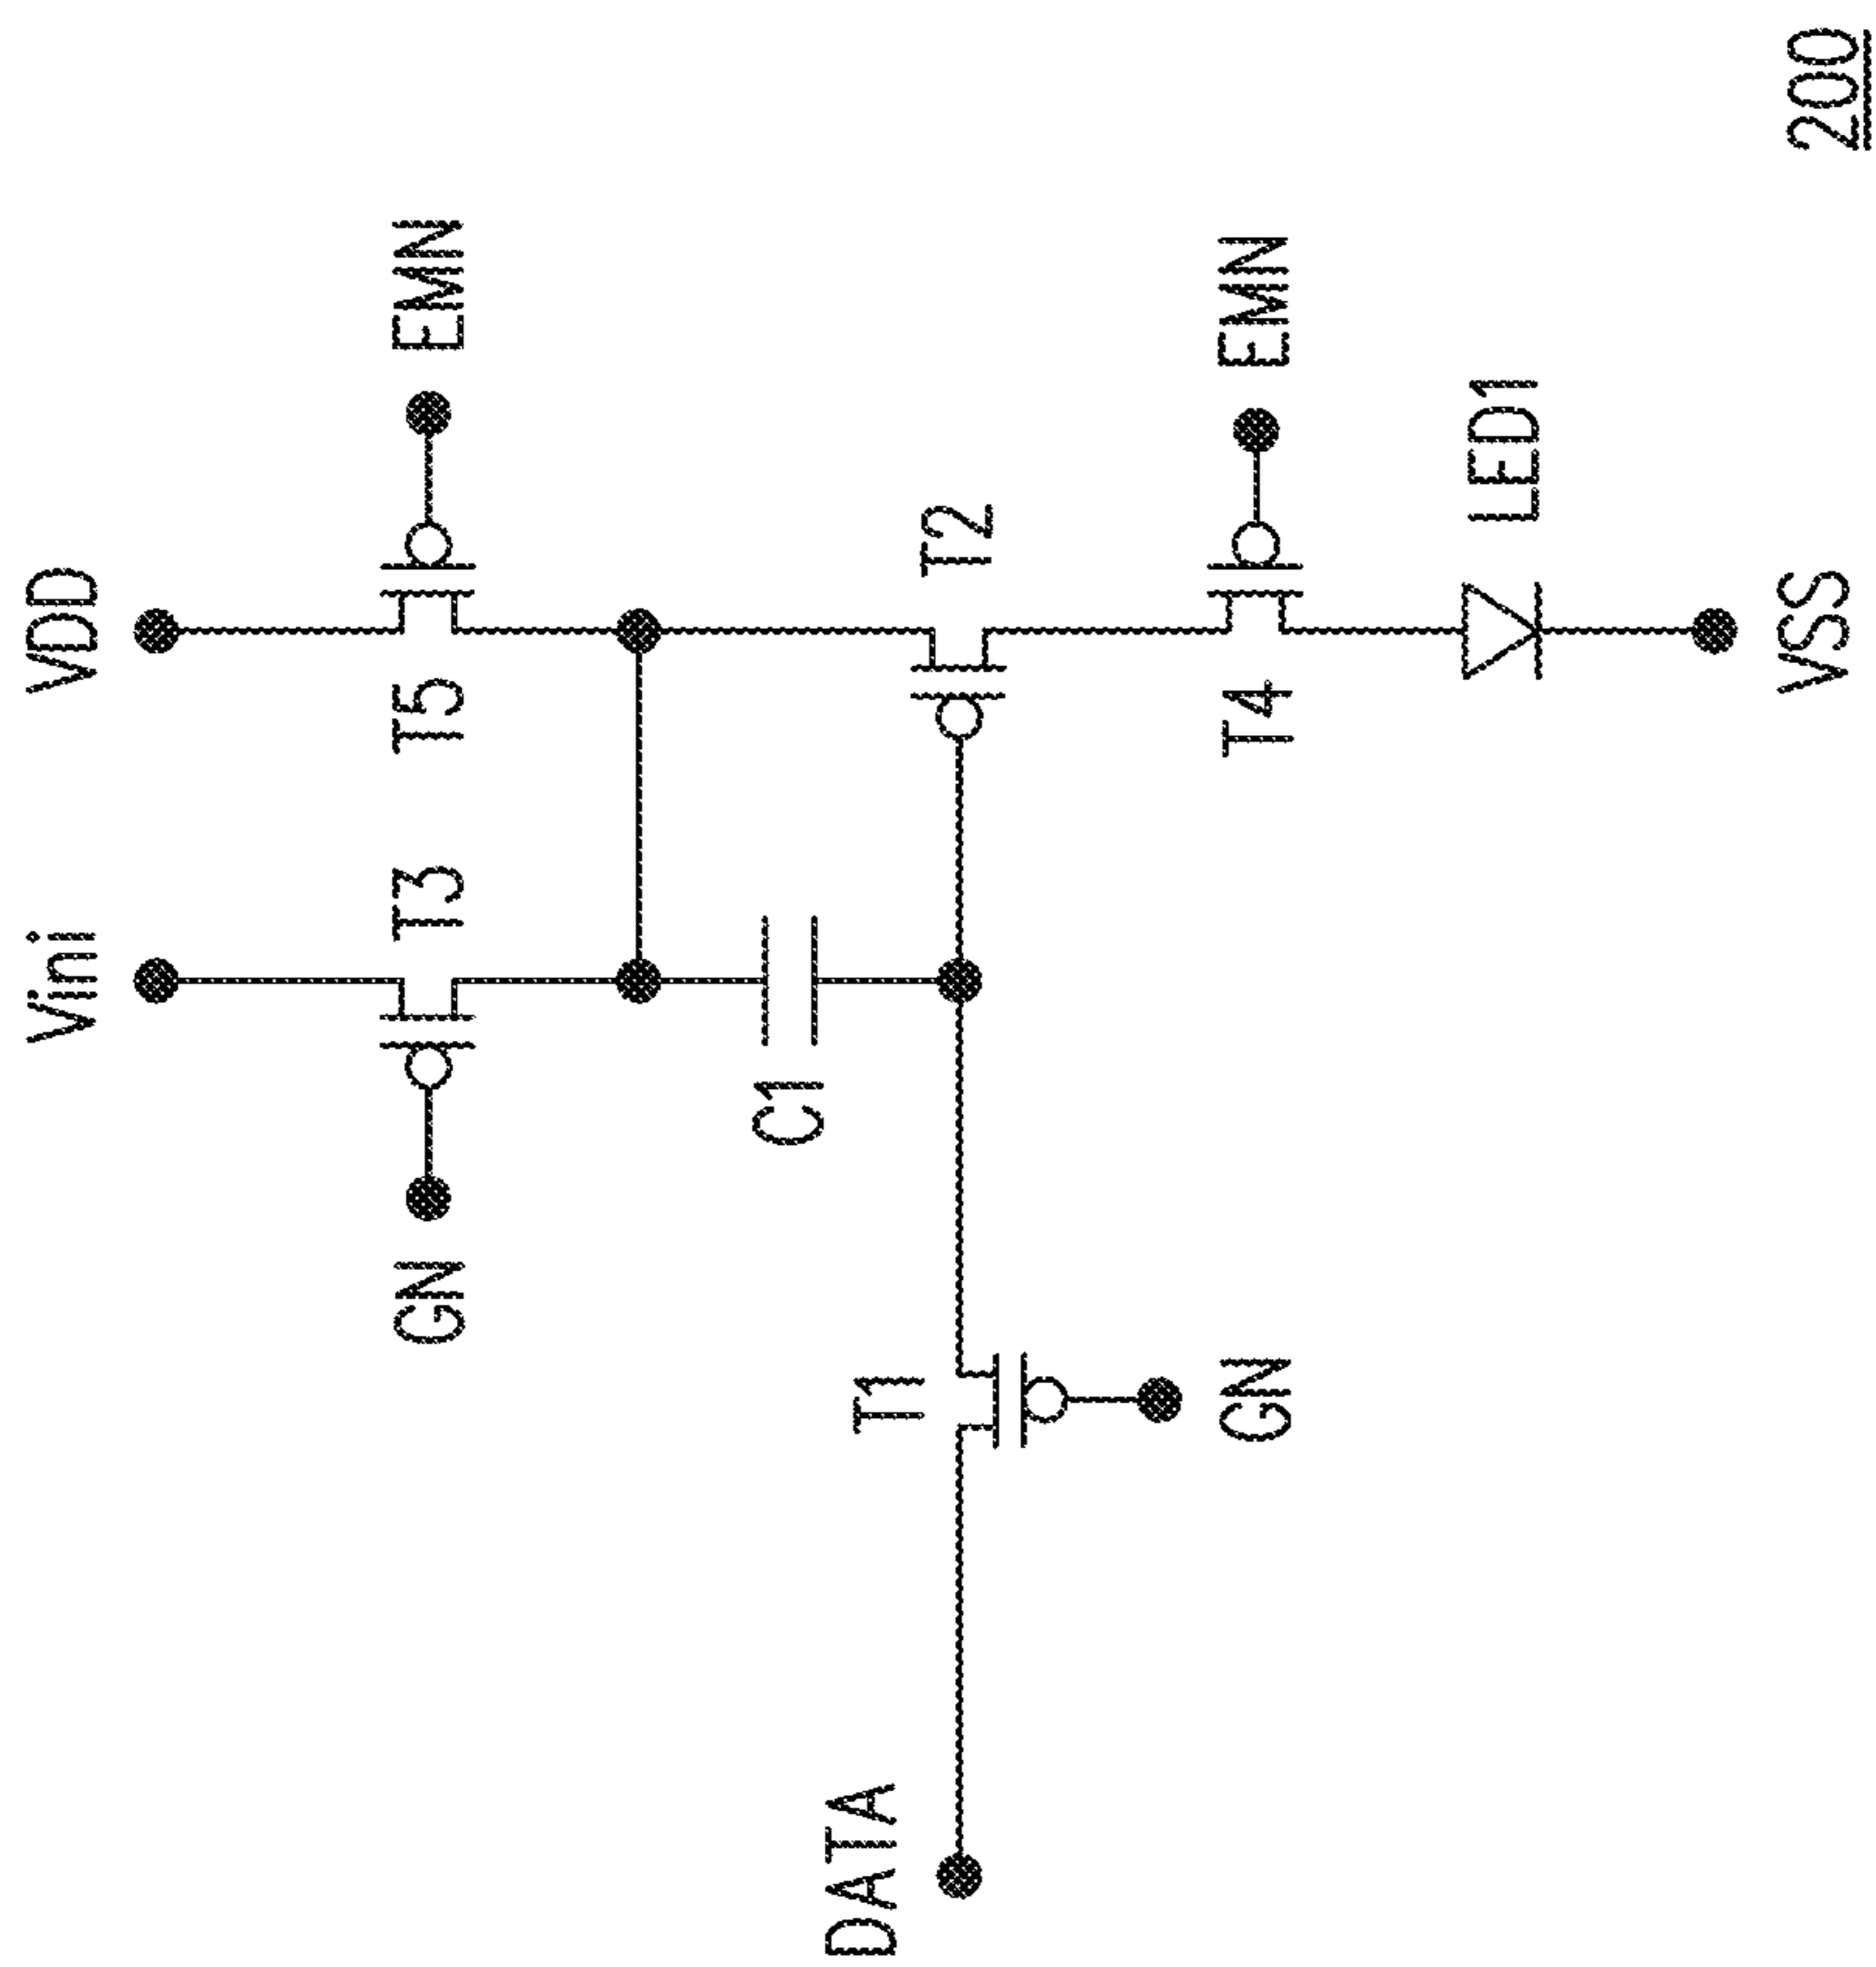 Vini
VDD
GN
T3
T5
EMN
C1
DATA
T1
T2
GN
T4
EMN
LED1
VSS
200